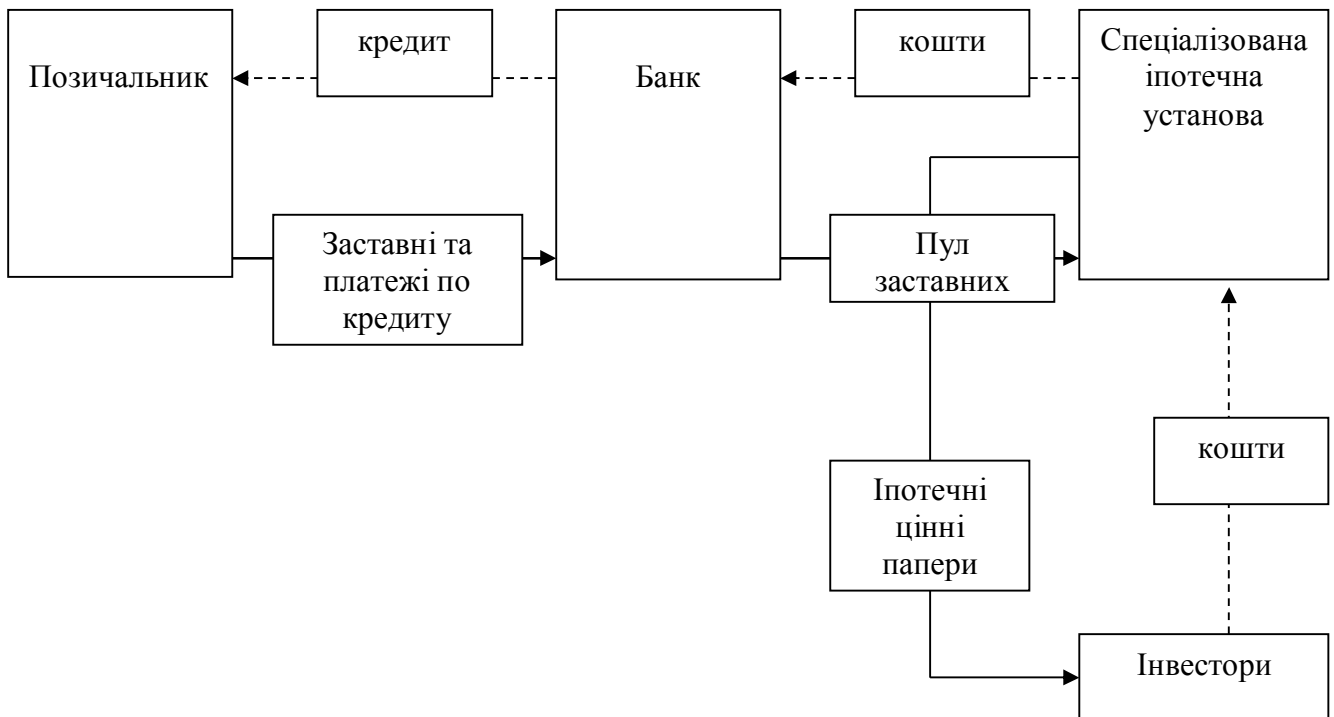 Позичальник
кредит
Банк
кошти
Спеціалізована
іпотечна
установа
Заставні та
платежі по
кредиту
Пул
заставних
Іпотечні
цінні
папери
кошти
Інвестори